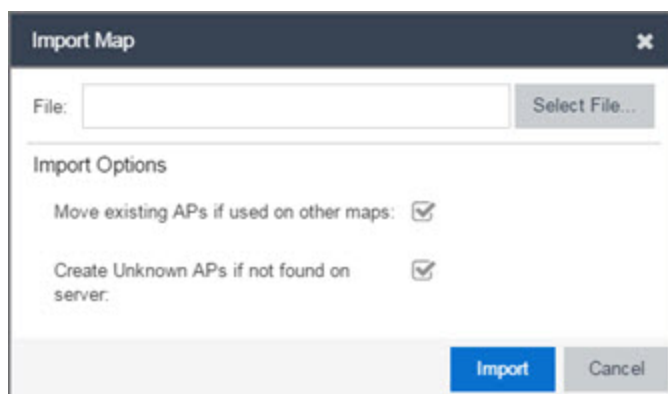 Import Map
File:
Select File...
Import Options
Move existing APs if used on other maps:
Create Unknown APs if not found on
server:
Import
Cancel